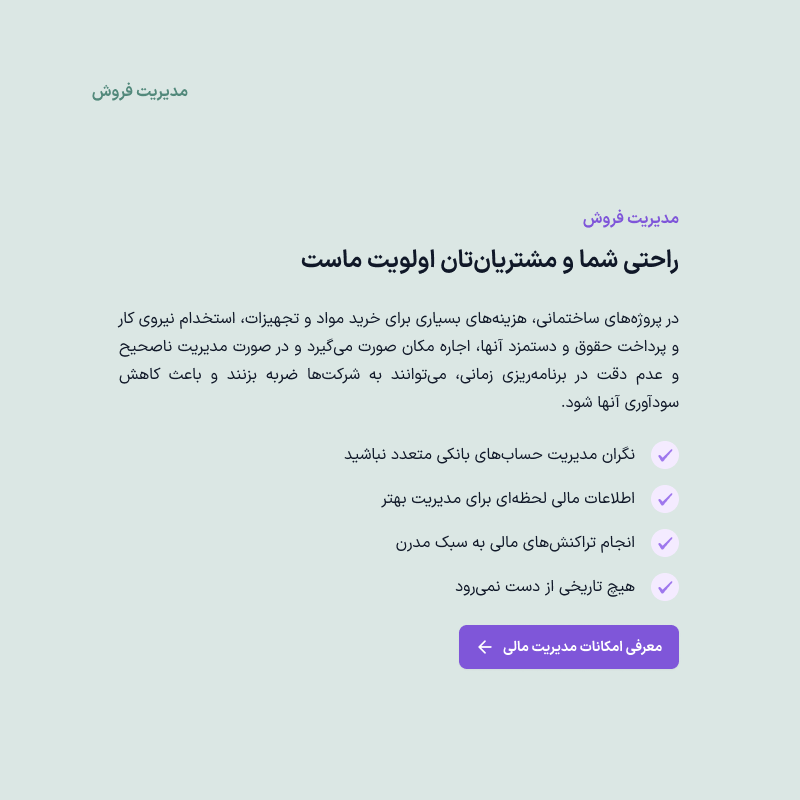 مدیریت فروش
مدیریت فروش
راحتی شما و مشتریان‌تان اولویت ماست
در پروژه‌های ساختمانی، هزینه‌های بسیاری برای خرید مواد و تجهیزات، استخدام نیروی کار
و پرداخت حقوق و دستمزد آنها، اجاره مکان صورت می‌گیرد و در صورت مدیریت ناصحیح
و عدم دقت در برنامه‌ریزی زمانی، می‌توانند به شرکت‌ها ضربه بزنند و باعث کاهش
سودآوری آنها شود.
نگران مدیریت حساب‌های بانکی متعدد نباشید
اطلاعات مالی لحظه‌ای برای مدیریت بهتر
انجام تراکنش‌های مالی به سبک مدرن
هیچ تاریخی از دست نمی‌رود
معرفی امکانات مدیریت مالی